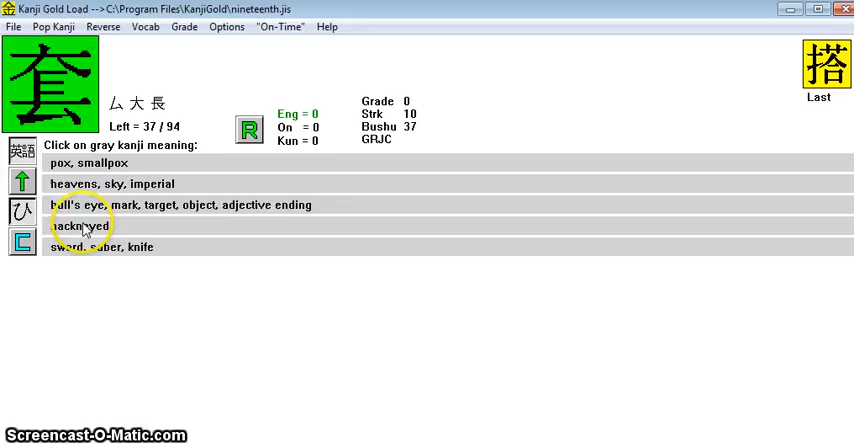 Kanji Gold Load -->C:\Program Files\KanjiGold\nineteenth.jis
File Pop Kanji Reverse Vocab Grade Options "On-Time" Help
套
ム 大 長
Left = 37 / 94
R
Eng = 0
On = 0
Kun = 0
Grade 0
Strk 10
Bushu 37
GRJC
搭
Last
英語 Click on gray kanji meaning:
pox, smallpox
heavens, sky, imperial
ひ bull's eye, mark, target, object, adjective ending
hackneyed
C sword, saber, knife
Screencast-O-Matic.com